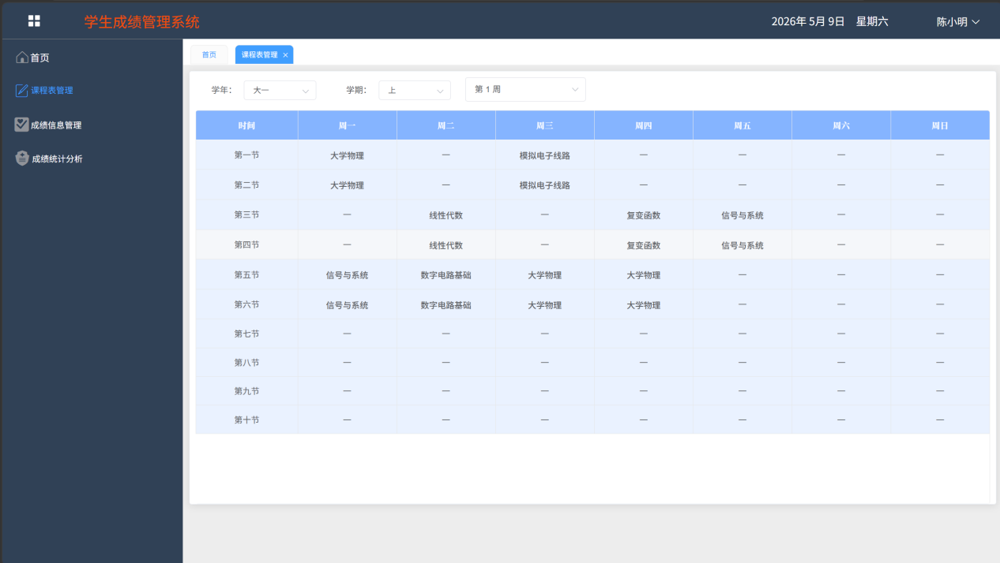 学生成绩管理系统 2026年5月9日 星期六 陈小明
首页
课程表管理
成绩信息管理
成绩统计分析
首页 课程表管理 ×
学年： 大一 学期： 上 第 1 周
时间 周一 周二 周三 周四 周五 周六 周日
第一节 大学物理 — 模拟电子线路 — — — —
第二节 大学物理 — 模拟电子线路 — — — —
第三节 — 线性代数 — 复变函数 信号与系统 — —
第四节 — 线性代数 — 复变函数 信号与系统 — —
第五节 信号与系统 数字电路基础 大学物理 大学物理 — — —
第六节 信号与系统 数字电路基础 大学物理 大学物理 — — —
第七节 — — — — — — —
第八节 — — — — — — —
第九节 — — — — — — —
第十节 — — — — — — —